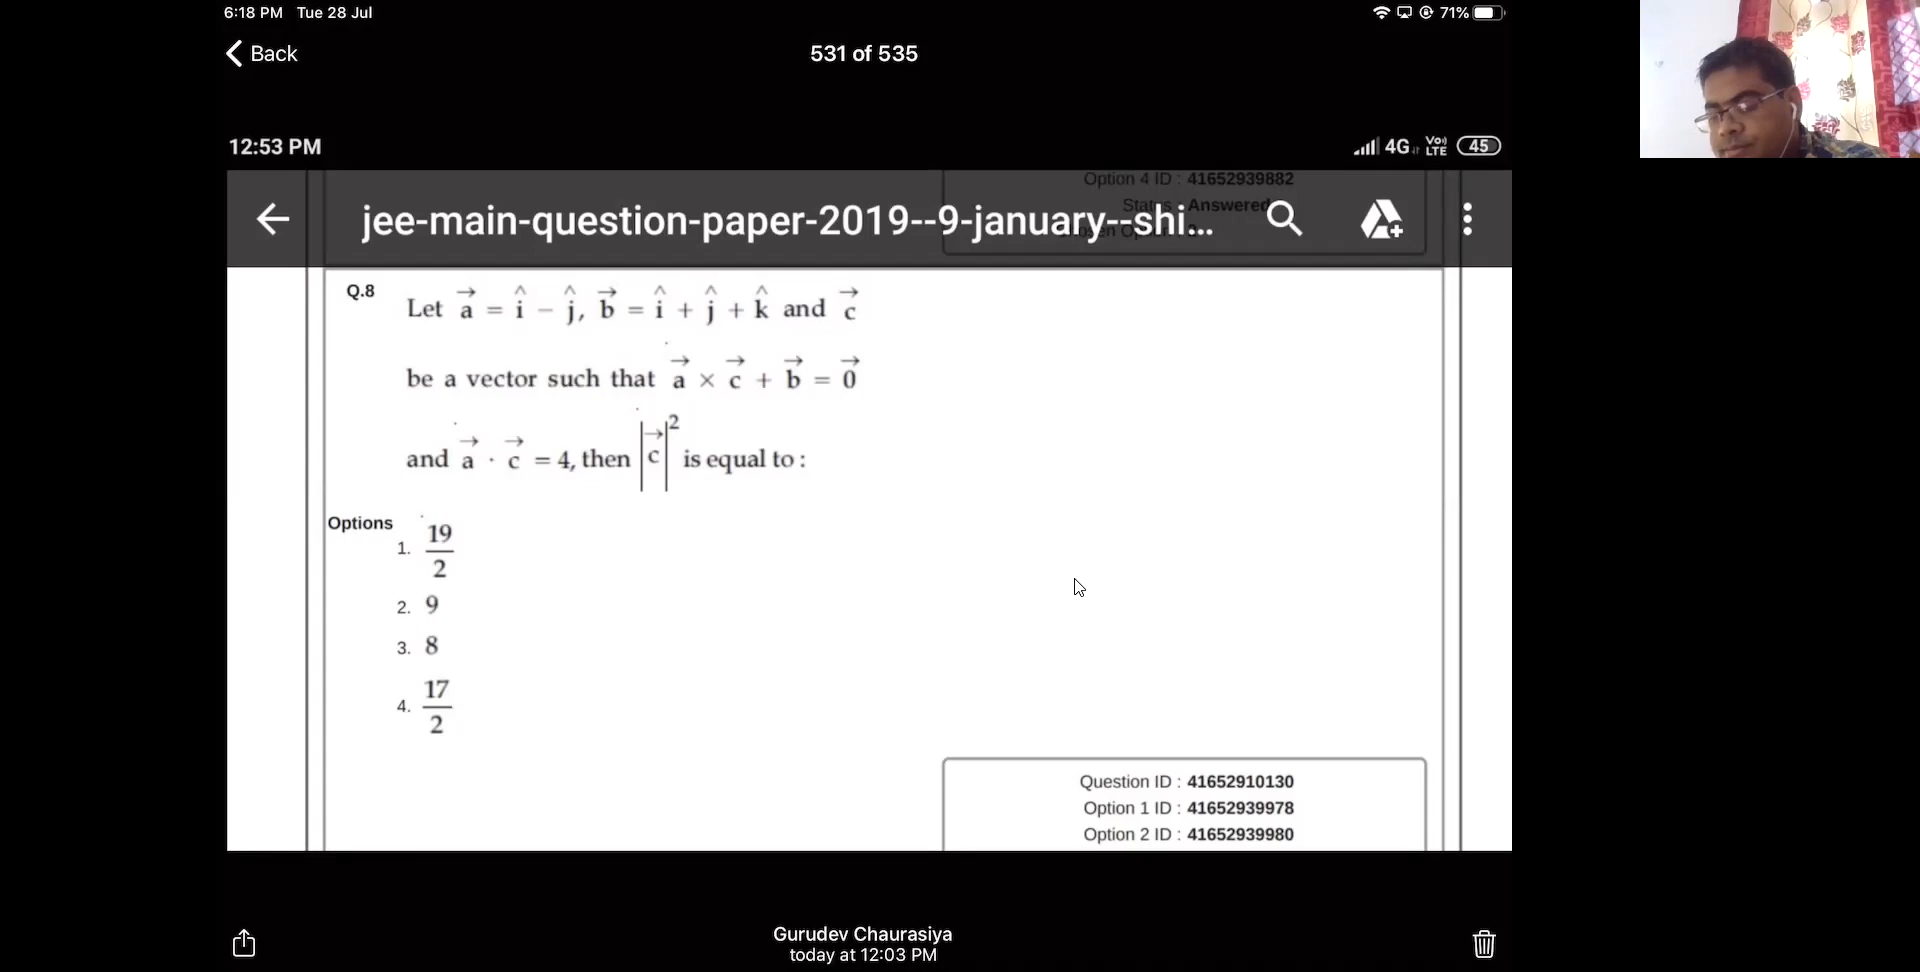 6:18 PM Tue 28 Jul
71%
Back
531 of 535
12:53 PM
4G Vo) LTE 45
Option 4 ID : 41652939882
Answered
jee-main-question-paper-2019--9-january--shi...
Q.8
Let a⃗ = î − ĵ, b⃗ = î + ĵ + k̂ and c⃗
be a vector such that a⃗ × c⃗ + b⃗ = 0⃗
and a⃗ · c⃗ = 4, then |c⃗|² is equal to :
Options
1. 19/2
2. 9
3. 8
4. 17/2
Question ID : 41652910130
Option 1 ID : 41652939978
Option 2 ID : 41652939980
Gurudev Chaurasiya
today at 12:03 PM